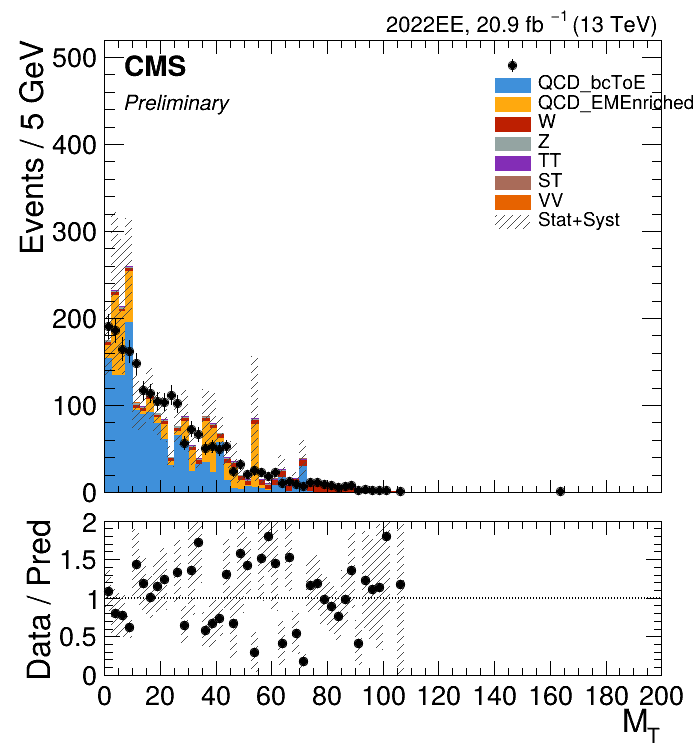 2022EE, 20.9 fb ⁻¹ (13 TeV)
Events / 5 GeV
500
400
300
200
100
0
CMS
Preliminary
QCD_bcToE
QCD_EMEnriched
W
Z
TT
ST
VV
Stat+Syst
Data / Pred
2
1.5
1
0.5
0
0 20 40 60 80 100 120 140 160 180 200
M_T